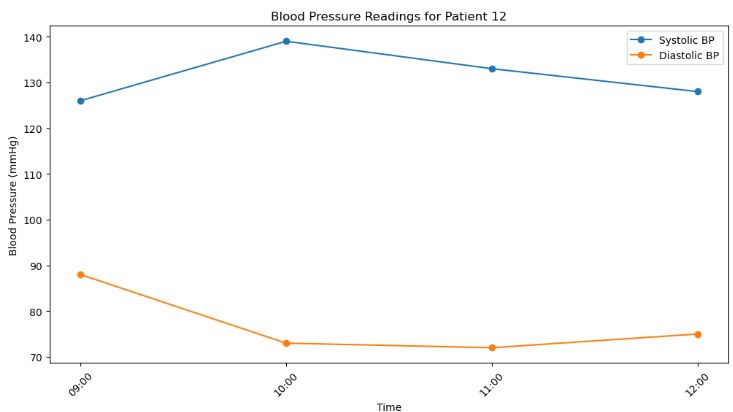 Blood Pressure Readings for Patient 12
Systolic BP
Diastolic BP
Blood Pressure (mmHg)
140
130
120
110
100
90
80
70
09:00
10:00
11:00
12:00
Time